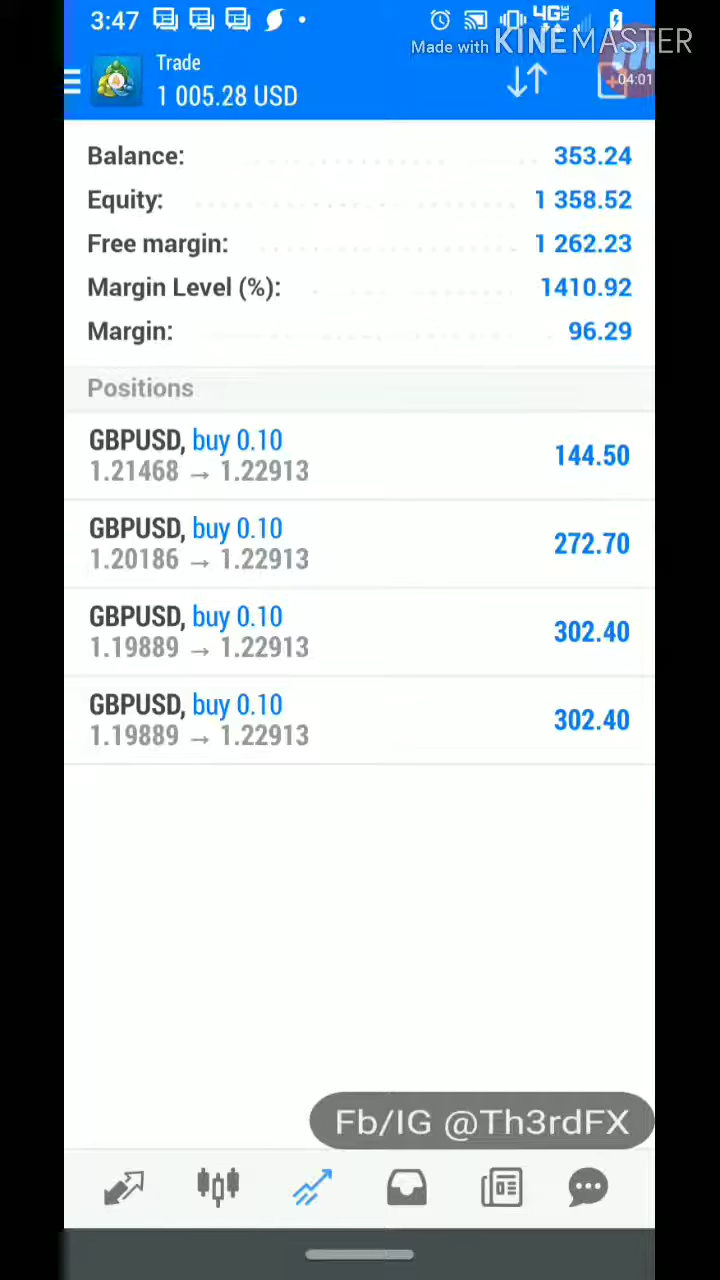 3:47
4G
Made with KINEMASTER
Trade
1 005.28 USD
04:01
Balance: 353.24
Equity: 1 358.52
Free margin: 1 262.23
Margin Level (%): 1410.92
Margin: 96.29
Positions
GBPUSD, buy 0.10
1.21468 → 1.22913
144.50
GBPUSD, buy 0.10
1.20186 → 1.22913
272.70
GBPUSD, buy 0.10
1.19889 → 1.22913
302.40
GBPUSD, buy 0.10
1.19889 → 1.22913
302.40
Fb/IG @Th3rdFX